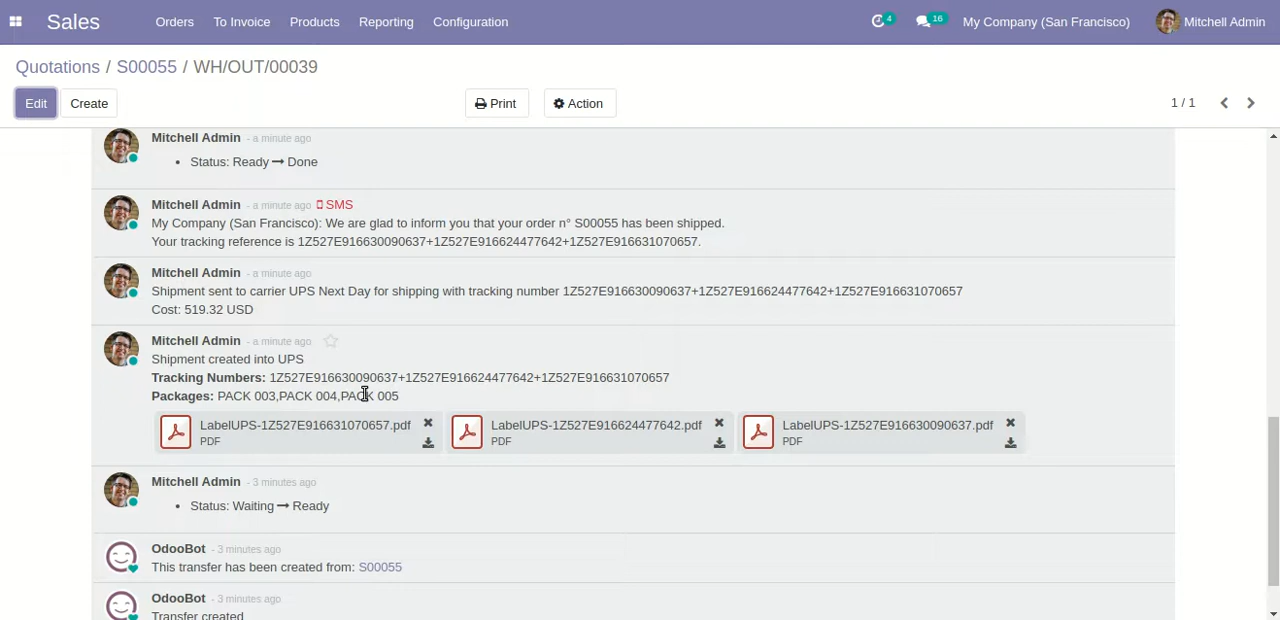 Sales Orders To Invoice Products Reporting Configuration 4 16 My Company (San Francisco) Mitchell Admin
Quotations / S00055 / WH/OUT/00039
Edit Create Print Action 1 / 1
Mitchell Admin - a minute ago
• Status: Ready → Done
Mitchell Admin - a minute ago SMS
My Company (San Francisco): We are glad to inform you that your order n° S00055 has been shipped.
Your tracking reference is 1Z527E916630090637+1Z527E916624477642+1Z527E916631070657.
Mitchell Admin - a minute ago
Shipment sent to carrier UPS Next Day for shipping with tracking number 1Z527E916630090637+1Z527E916624477642+1Z527E916631070657
Cost: 519.32 USD
Mitchell Admin - a minute ago
Shipment created into UPS
Tracking Numbers: 1Z527E916630090637+1Z527E916624477642+1Z527E916631070657
Packages: PACK 003,PACK 004,PACK 005
LabelUPS-1Z527E916631070657.pdf LabelUPS-1Z527E916624477642.pdf LabelUPS-1Z527E916630090637.pdf
PDF PDF PDF
Mitchell Admin - 3 minutes ago
• Status: Waiting → Ready
OdooBot - 3 minutes ago
This transfer has been created from: S00055
OdooBot - 3 minutes ago
Transfer created